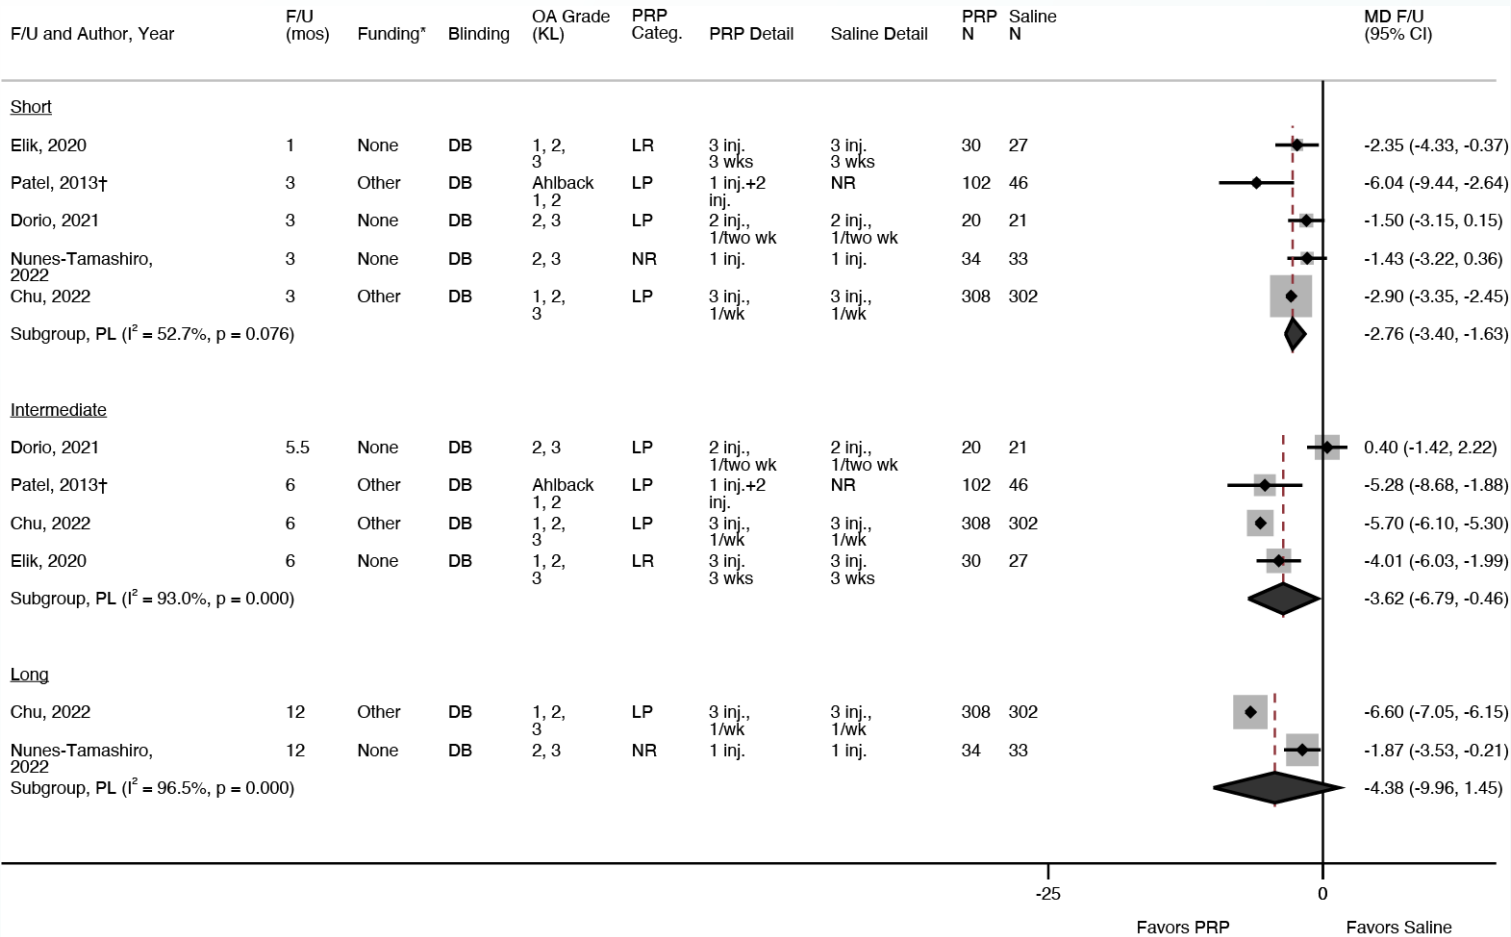 F/U and Author, Year F/U (mos) Funding* Blinding OA Grade (KL) PRP Categ. PRP Detail Saline Detail PRP N Saline N MD F/U (95% CI)
Short
Elik, 2020 1 None DB 1, 2, 3 LR 3 inj. 3 wks 3 inj. 3 wks 30 27 -2.35 (-4.33, -0.37)
Patel, 2013† 3 Other DB Ahlback 1, 2 LP 1 inj.+2 inj. NR 102 46 -6.04 (-9.44, -2.64)
Dorio, 2021 3 None DB 2, 3 LP 2 inj., 1/two wk 2 inj., 1/two wk 20 21 -1.50 (-3.15, 0.15)
Nunes-Tamashiro, 2022 3 None DB 2, 3 NR 1 inj. 1 inj. 34 33 -1.43 (-3.22, 0.36)
Chu, 2022 3 Other DB 1, 2, 3 LP 3 inj., 1/wk 3 inj., 1/wk 308 302 -2.90 (-3.35, -2.45)
Subgroup, PL (I² = 52.7%, p = 0.076) -2.76 (-3.40, -1.63)
Intermediate
Dorio, 2021 5.5 None DB 2, 3 LP 2 inj., 1/two wk 2 inj., 1/two wk 20 21 0.40 (-1.42, 2.22)
Patel, 2013† 6 Other DB Ahlback 1, 2 LP 1 inj.+2 inj. NR 102 46 -5.28 (-8.68, -1.88)
Chu, 2022 6 Other DB 1, 2, 3 LP 3 inj., 1/wk 3 inj., 1/wk 308 302 -5.70 (-6.10, -5.30)
Elik, 2020 6 None DB 1, 2, 3 LR 3 inj. 3 wks 3 inj. 3 wks 30 27 -4.01 (-6.03, -1.99)
Subgroup, PL (I² = 93.0%, p = 0.000) -3.62 (-6.79, -0.46)
Long
Chu, 2022 12 Other DB 1, 2, 3 LP 3 inj., 1/wk 3 inj., 1/wk 308 302 -6.60 (-7.05, -6.15)
Nunes-Tamashiro, 2022 12 None DB 2, 3 NR 1 inj. 1 inj. 34 33 -1.87 (-3.53, -0.21)
Subgroup, PL (I² = 96.5%, p = 0.000) -4.38 (-9.96, 1.45)
-25 0
Favors PRP Favors Saline